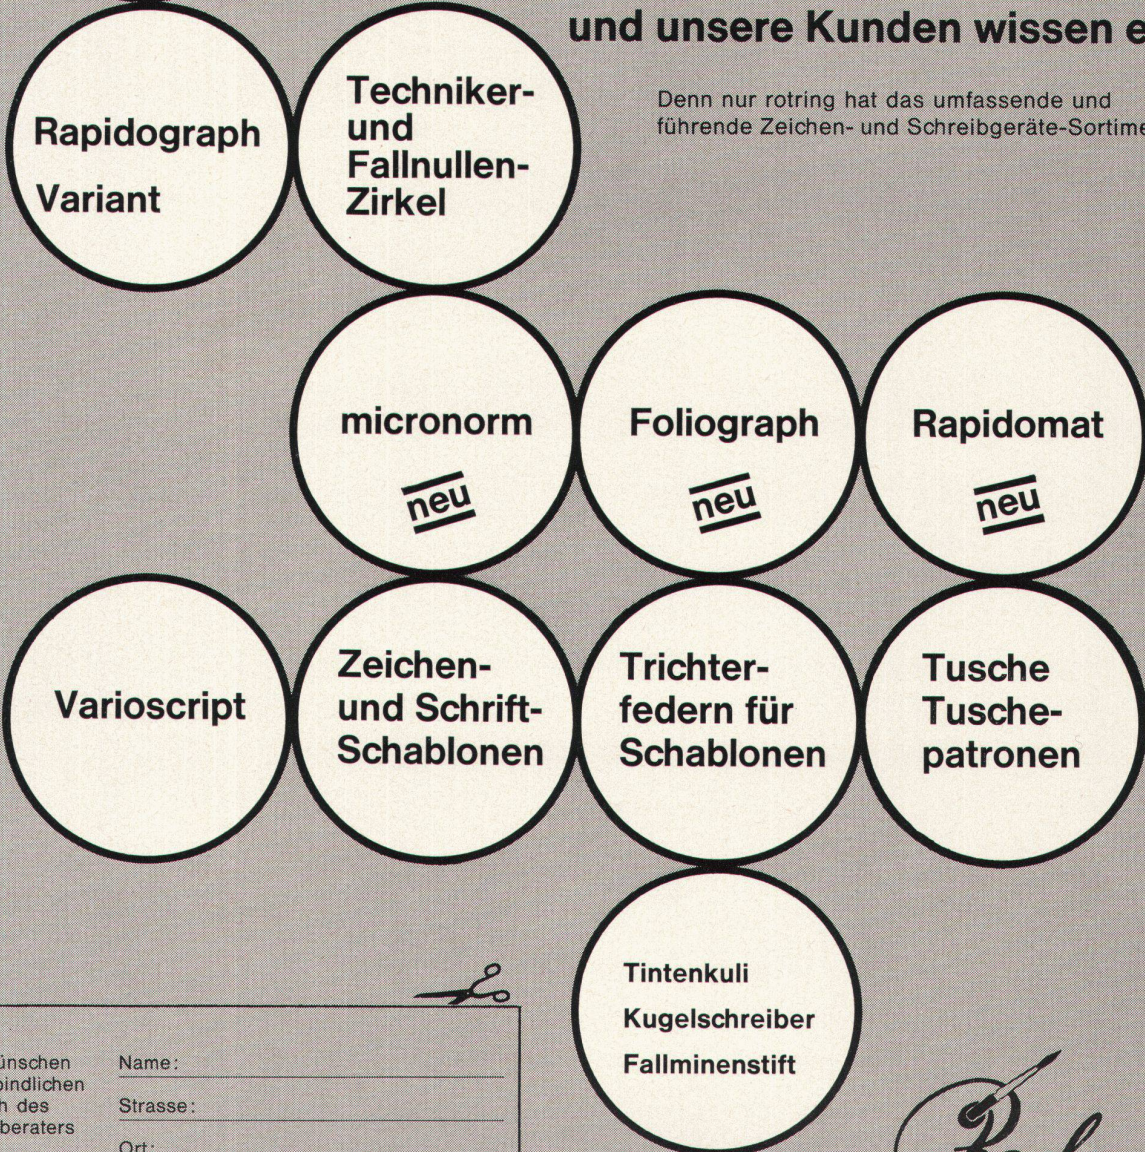 und unsere Kunden wissen e
Denn nur rotring hat das umfassende und
führende Zeichen- und Schreibgeräte-Sortime
Rapidograph
Variant
Techniker-
und
Fallnullen-
Zirkel
micronorm
neu
Foliograph
neu
Rapidomat
neu
Varioscript
Zeichen-
und Schrift-
Schablonen
Trichter-
federn für
Schablonen
Tusche
Tusche-
patronen
Tintenkuli
Kugelschreiber
Fallminenstift
ünschen
bindlichen
h des
beraters
Name:
Strasse:
Ort: